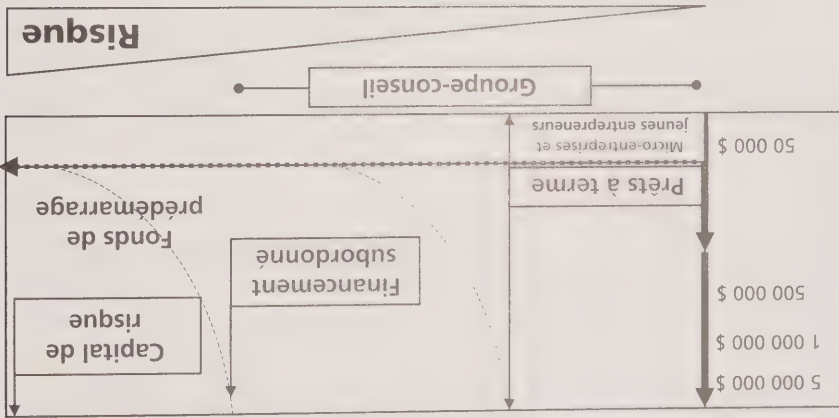 5 000 000 $
1 000 000 $
500 000 $
50 000 $
Capital de
risque
Financement
subordonné
Fonds de
prédémarrage
Prêts à terme
Micro-entreprises et
jeunes entrepreneurs
Groupe-conseil
Risque